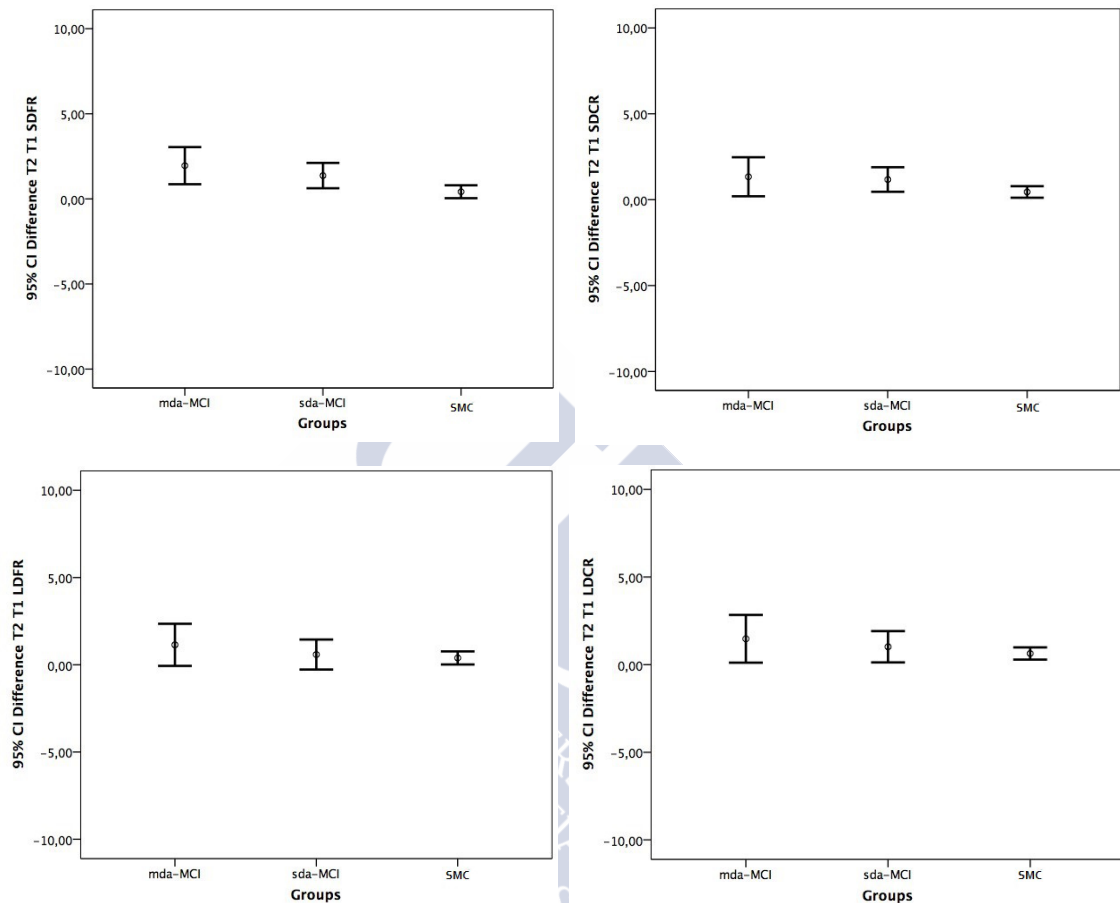 95% CI Difference T2 T1 SDFR
10,00
5,00
0,00
−5,00
−10,00
mda-MCI
sda-MCI
SMC
Groups
95% CI Difference T2 T1 SDCR
10,00
5,00
0,00
−5,00
−10,00
mda-MCI
sda-MCI
SMC
Groups
95% CI Difference T2 T1 LDFR
10,00
5,00
0,00
−5,00
−10,00
mda-MCI
sda-MCI
SMC
Groups
95% CI Difference T2 T1 LDCR
10,00
5,00
0,00
−5,00
−10,00
mda-MCI
sda-MCI
SMC
Groups